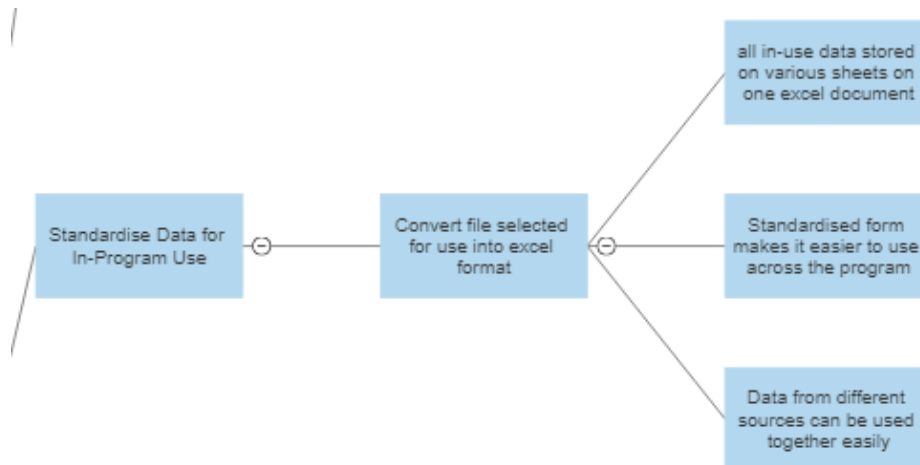 all in-use data stored
on various sheets on
one excel document
Standardise Data for
In-Program Use
Convert file selected
for use into excel
format
Standardised form
makes it easier to use
across the program
Data from different
sources can be used
together easily